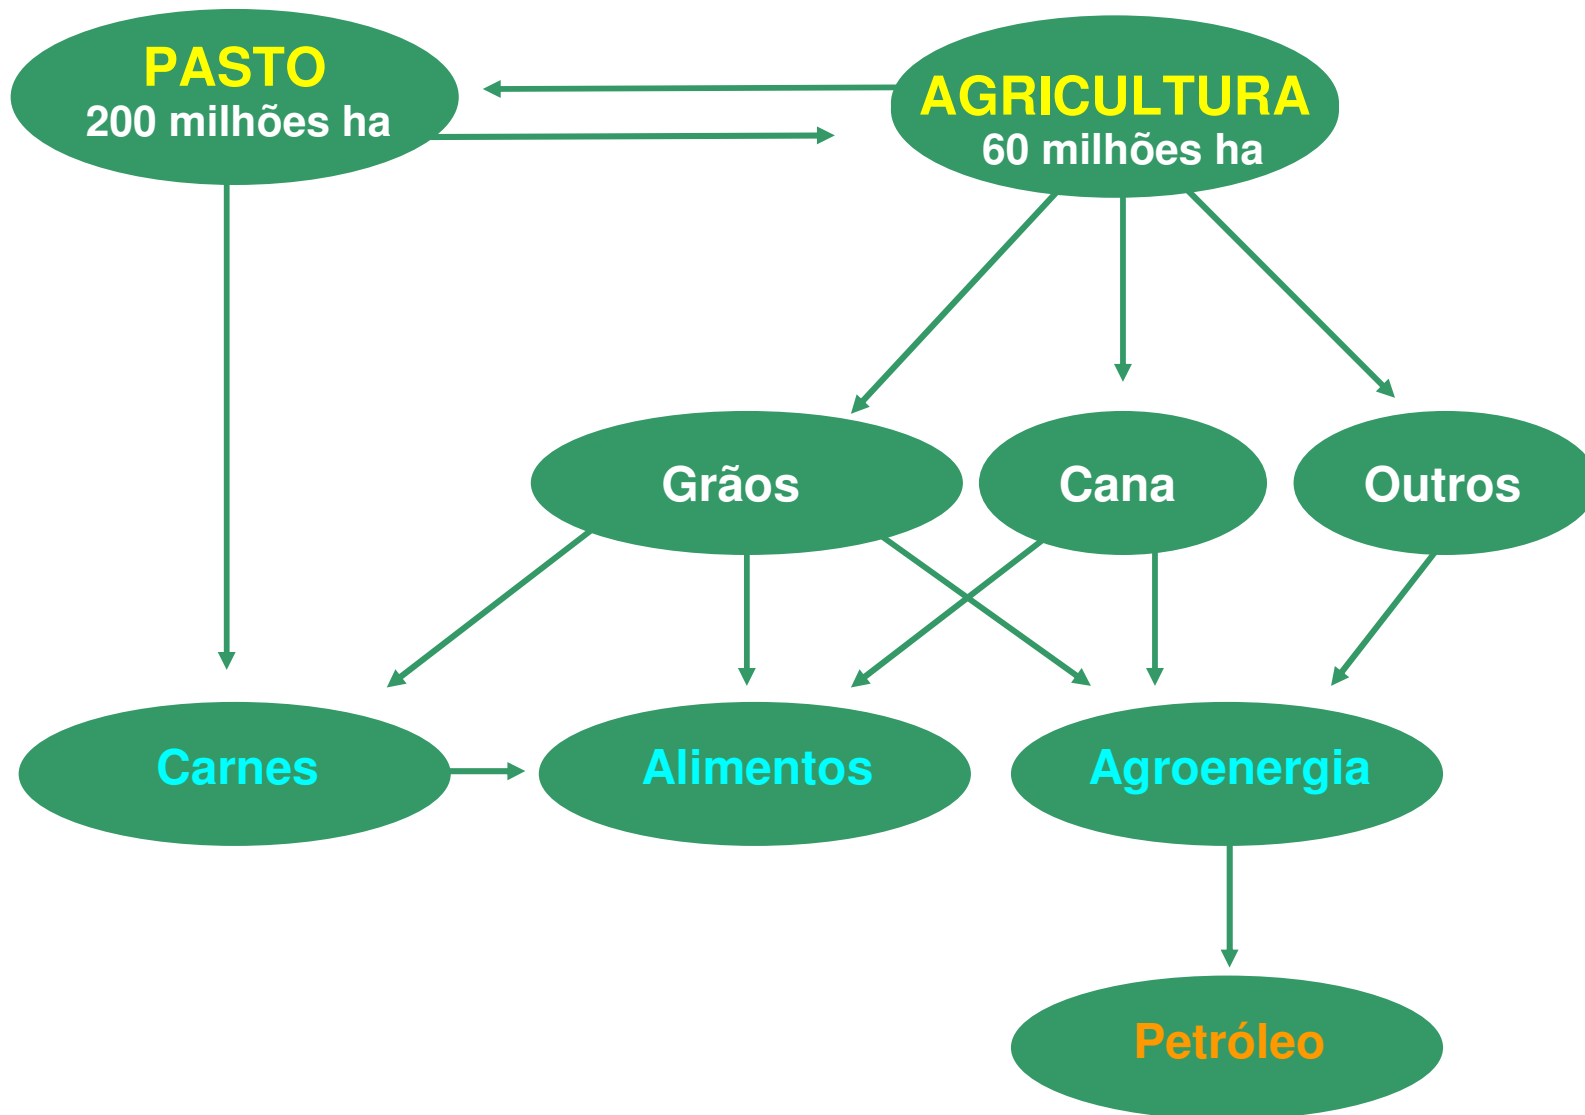 PASTO
200 milhões ha
AGRICULTURA
60 milhões ha
Grãos
Cana
Outros
Carnes
Alimentos
Agroenergia
Petróleo